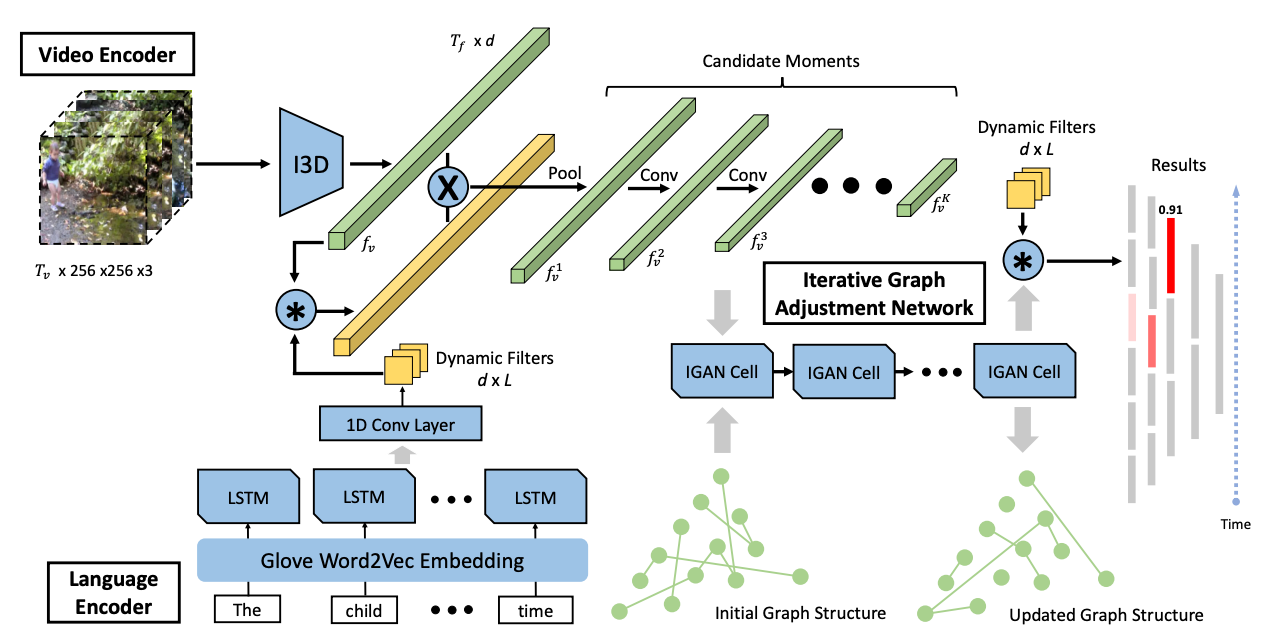 Video Encoder
T_v x 256 x256 x3
I3D
T_f x d
f_v
X
*
Pool
Candidate Moments
Conv
Conv
f_v^1
f_v^2
f_v^3
f_v^K
Dynamic Filters
d x L
*
Results
0.91
Time
Iterative Graph
Adjustment Network
IGAN Cell
IGAN Cell
IGAN Cell
Dynamic Filters
d x L
1D Conv Layer
LSTM
LSTM
LSTM
Glove Word2Vec Embedding
Language
Encoder
The
child
time
Initial Graph Structure
Updated Graph Structure